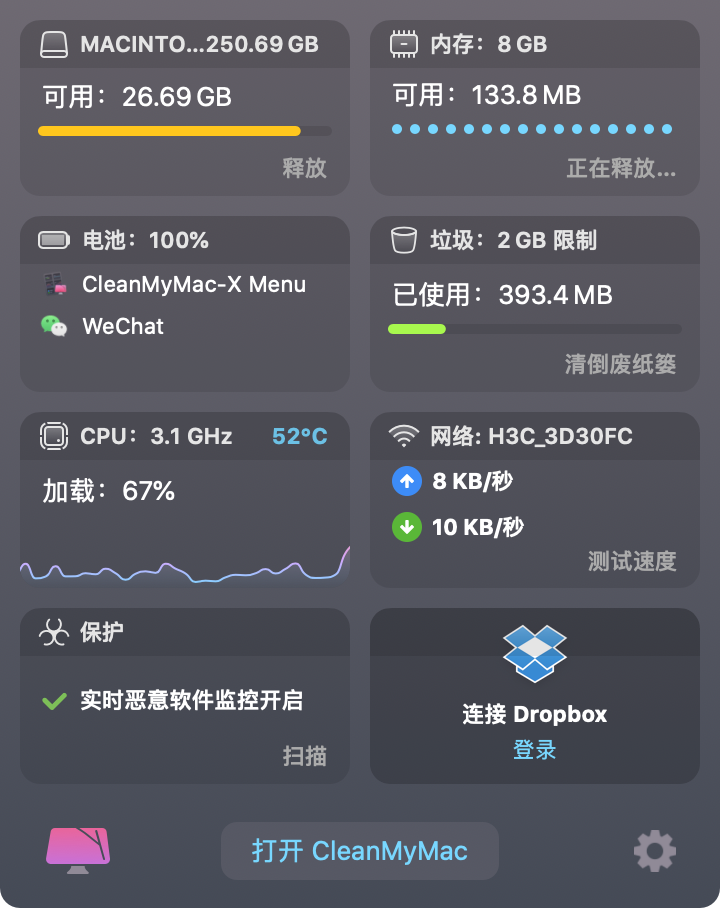 MACINTO...250.69 GB
可用：26.69 GB
释放
内存：8 GB
可用：133.8 MB
正在释放...
电池：100%
CleanMyMac-X Menu
WeChat
垃圾：2 GB 限制
已使用：393.4 MB
清倒废纸篓
CPU：3.1 GHz 52°C
加载：67%
网络: H3C_3D30FC
8 KB/秒
10 KB/秒
测试速度
保护
实时恶意软件监控开启
扫描
连接 Dropbox
登录
打开 CleanMyMac